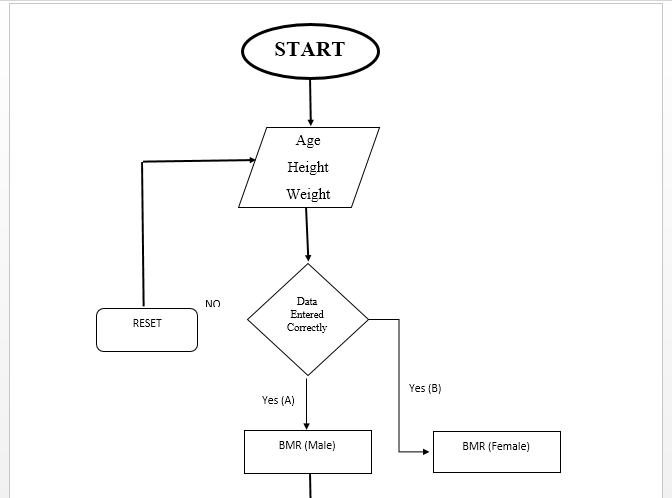 START
Age
Height
Weight
NO
RESET
Data
Entered
Correctly
Yes (A)
Yes (B)
BMR (Male)
BMR (Female)